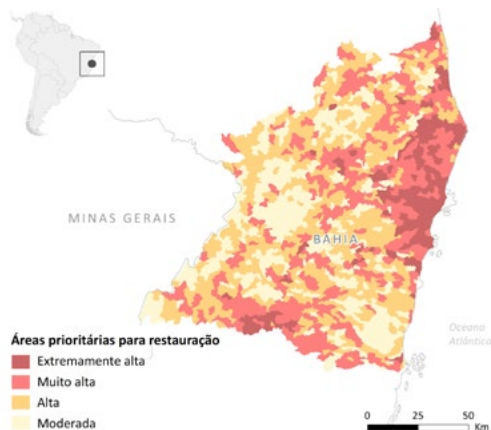 MINAS GERAIS
BAHIA
Oceano
Atlântico
Áreas prioritárias para restauração
Extremamente alta
Muito alta
Alta
Moderada
0 25 50
Km